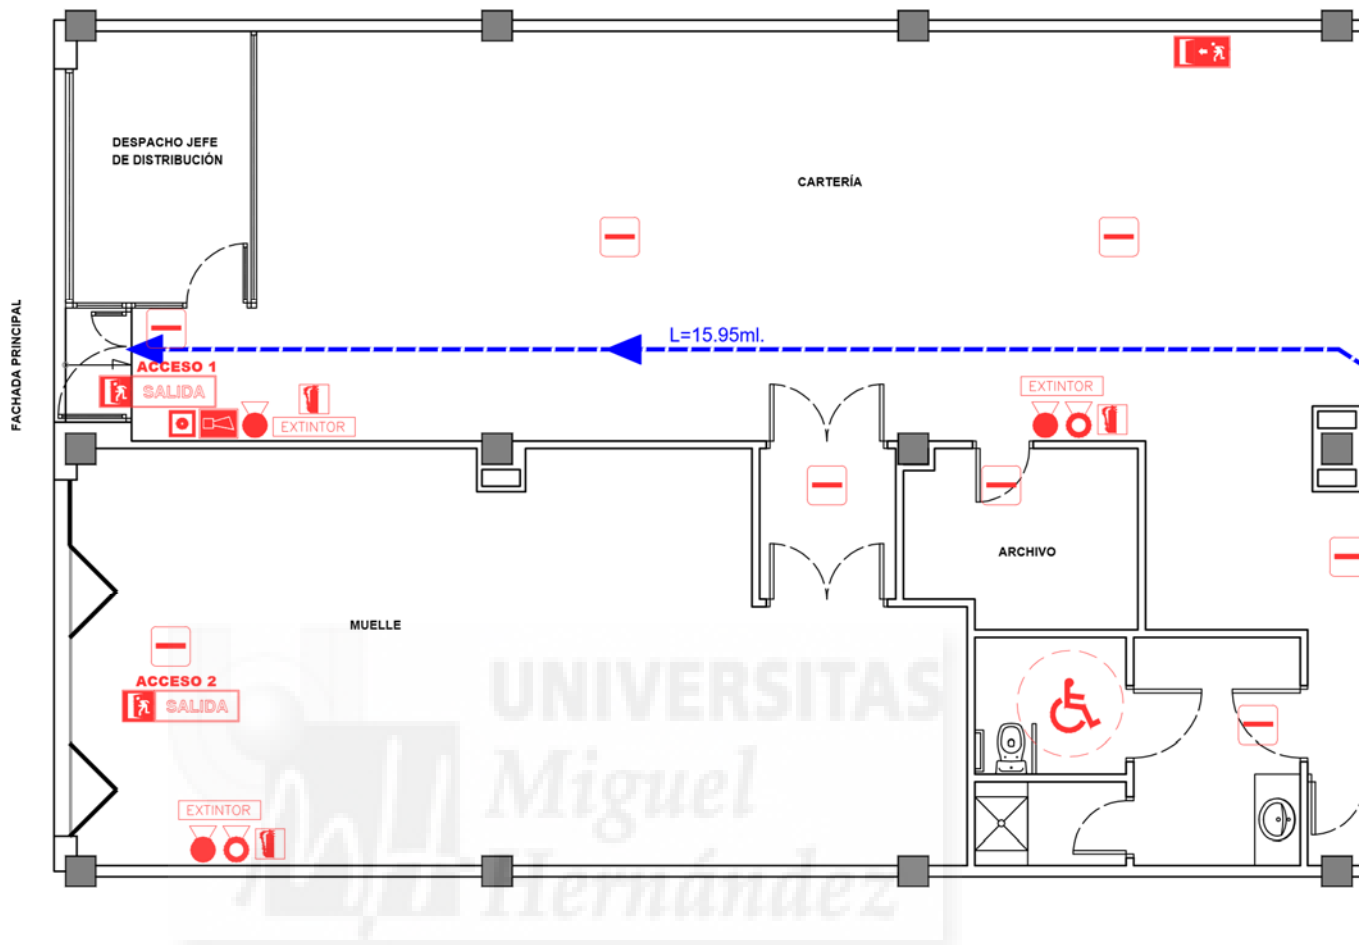 DESPACHO JEFE
DE DISTRIBUCIÓN
CARTERÍA
FACHADA PRINCIPAL
L=15.95ml.
ACCESO 1
SALIDA
EXTINTOR
EXTINTOR
ARCHIVO
MUELLE
ACCESO 2
SALIDA
EXTINTOR
UNIVERSITAS
Miguel
Hernández